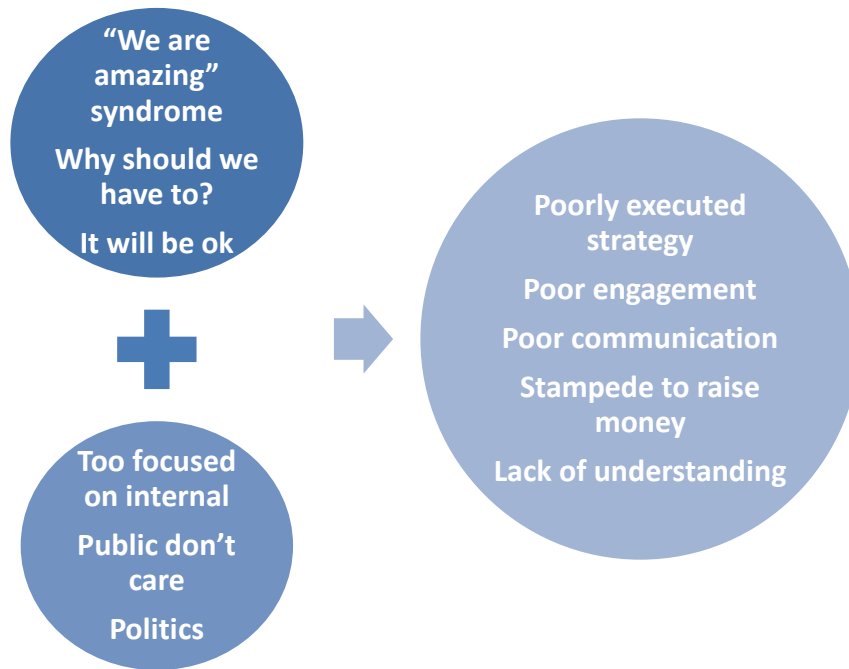 “We are
amazing”
syndrome
Why should we
have to?
It will be ok
Too focused
on internal
Public don’t
care
Politics
Poorly executed
strategy
Poor engagement
Poor communication
Stampede to raise
money
Lack of understanding